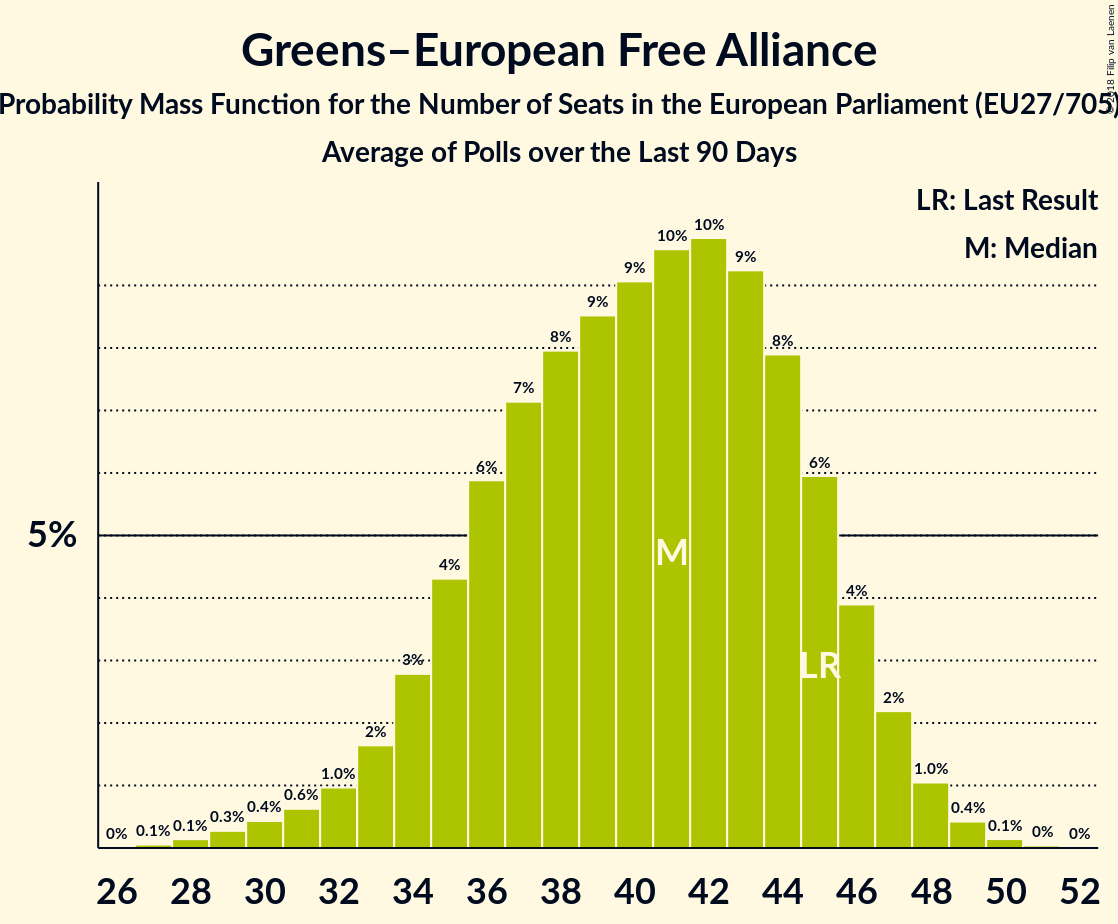 Greens–European Free Alliance
Probability Mass Function for the Number of Seats in the European Parliament (EU27/705)
Average of Polls over the Last 90 Days
© 2018 Filip van Laenen
LR: Last Result
M: Median
5%
0% 0.1% 0.1% 0.3% 0.4% 0.6% 1.0% 2% 3% 4% 6% 7% 8% 9% 9% 10% 10% 9% 8% 6% 4% 2% 1.0% 0.4% 0.1% 0% 0%
M
LR
26 28 30 32 34 36 38 40 42 44 46 48 50 52